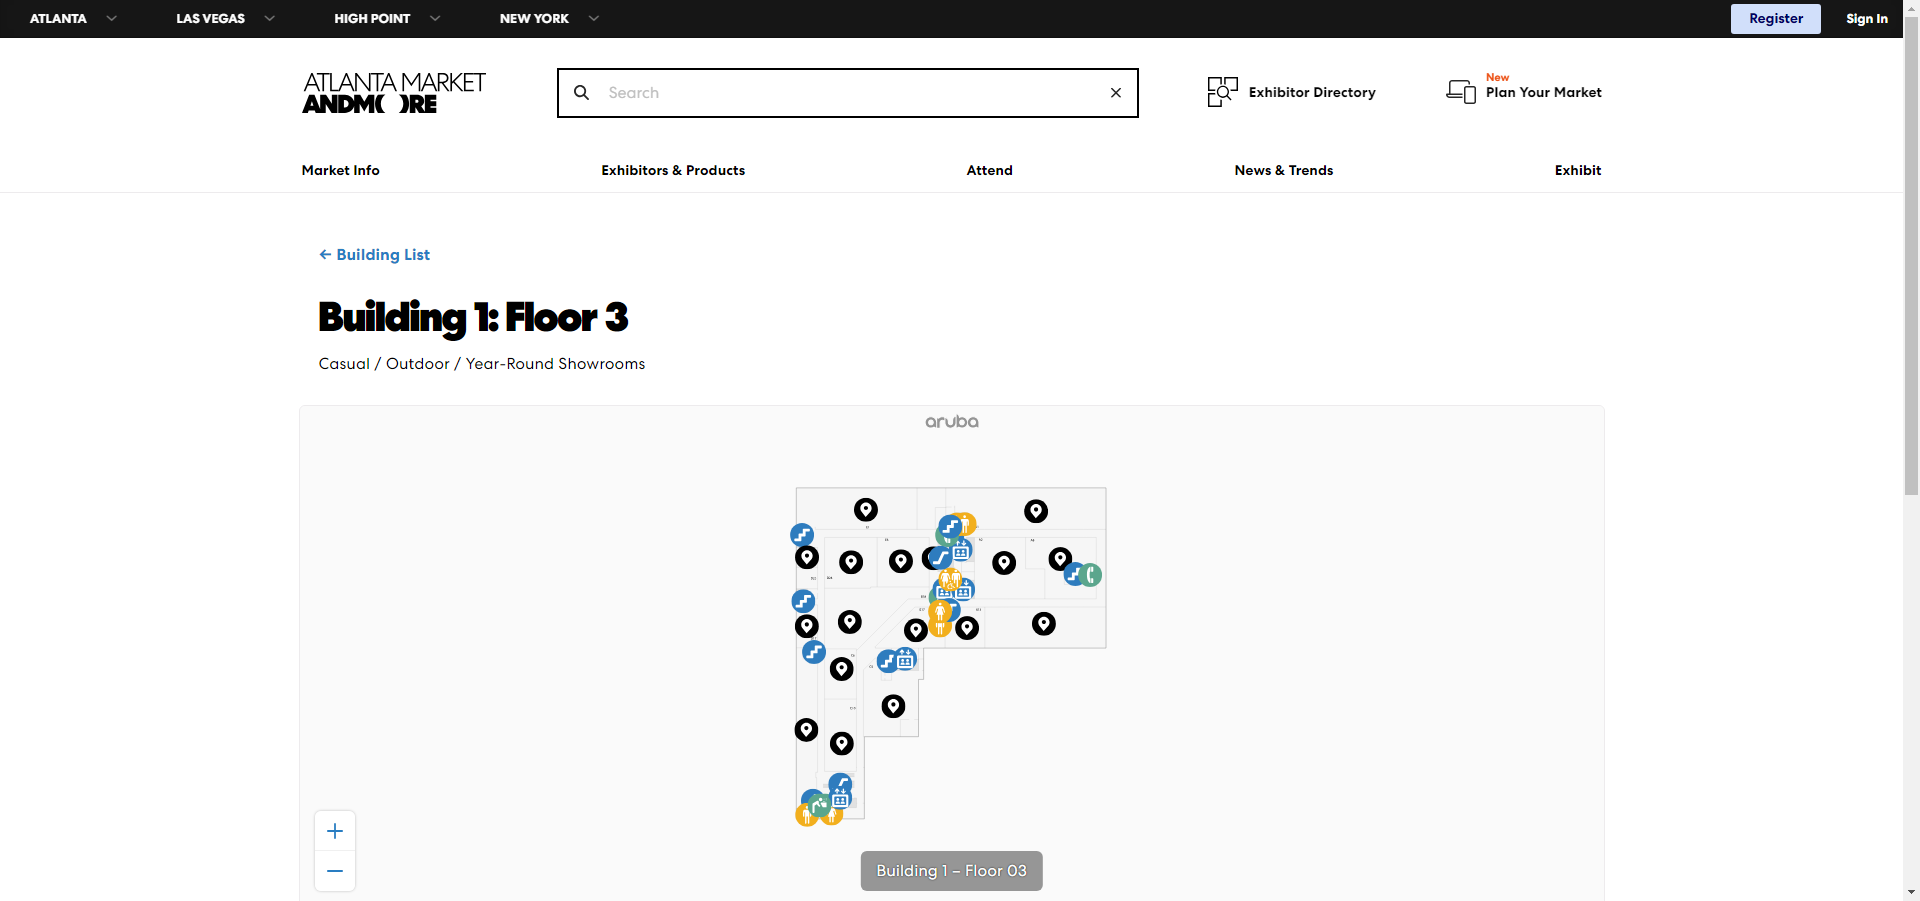 ATLANTA
LAS VEGAS
HIGH POINT
NEW YORK
Register
Sign In
ATLANTA MARKET
ANDMORE
Search
Exhibitor Directory
New
Plan Your Market
Market Info
Exhibitors & Products
Attend
News & Trends
Exhibit
← Building List
Building 1: Floor 3
Casual / Outdoor / Year-Round Showrooms
aruba
Building 1 – Floor 03